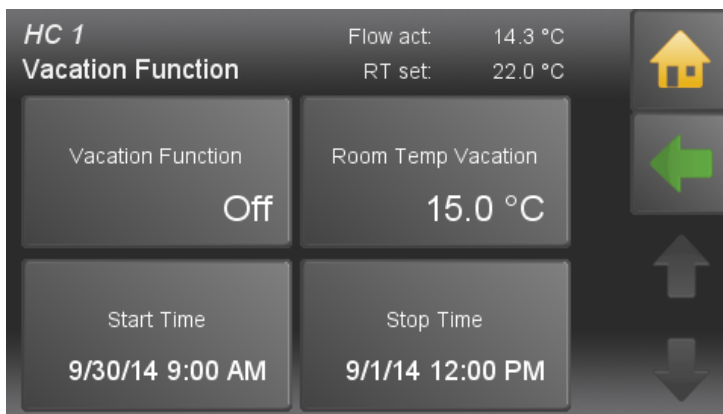 HC 1
Flow act: 14.3 °C
Vacation Function
RT set: 22.0 °C
Vacation Function
Off
Room Temp Vacation
15.0 °C
Start Time
9/30/14 9:00 AM
Stop Time
9/1/14 12:00 PM